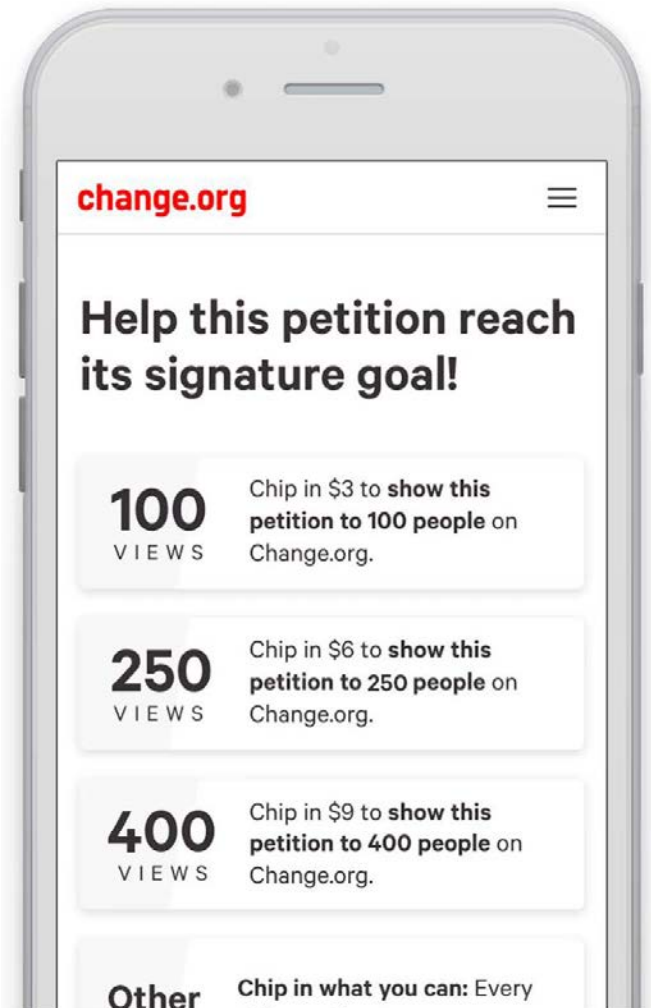 change.org
Help this petition reach
its signature goal!
100
VIEWS
Chip in $3 to show this
petition to 100 people on
Change.org.
250
VIEWS
Chip in $6 to show this
petition to 250 people on
Change.org.
400
VIEWS
Chip in $9 to show this
petition to 400 people on
Change.org.
Other
Chip in what you can: Every